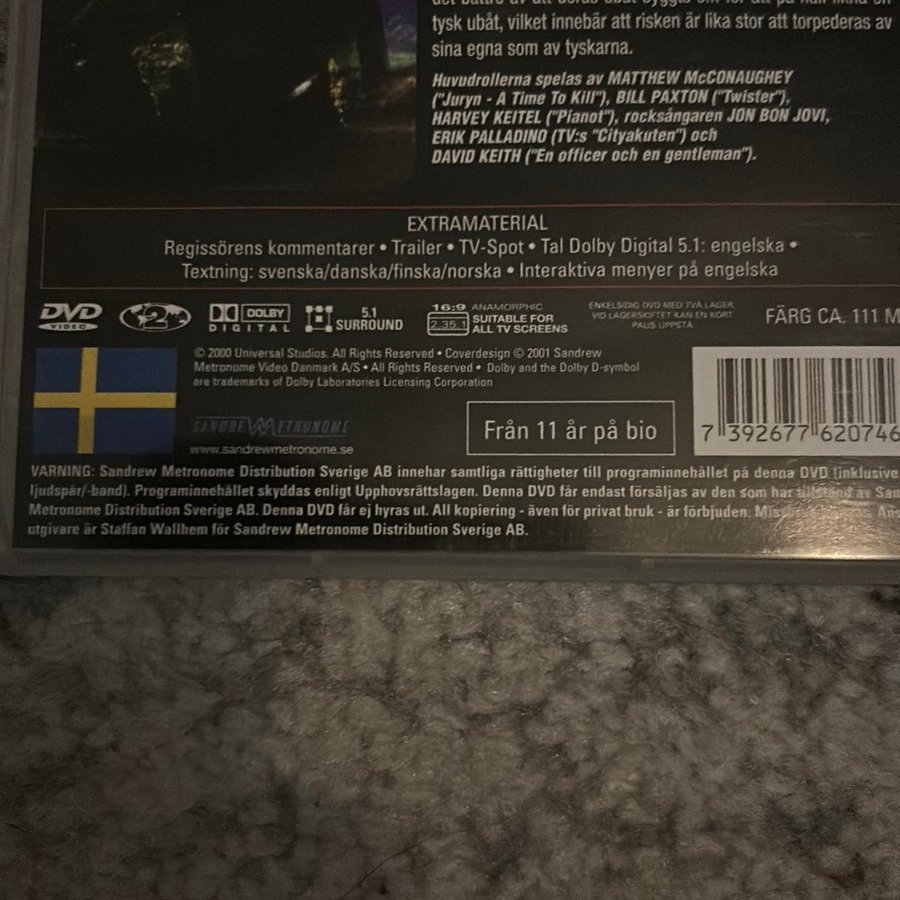 tysk ubåt, vilket innebär att risken är lika stor att torpederas av
sina egna som av tyskarna.
Huvudrollerna spelas av MATTHEW McCONAUGHEY
("Juryn - A Time To Kill"), BILL PAXTON ("Twister"),
HARVEY KEITEL ("Pianot"), rocksångaren JON BON JOVI,
ERIK PALLADINO (TV:s "Cityakuten") och
DAVID KEITH ("En officer och en gentleman").
EXTRAMATERIAL
Regissörens kommentarer • Trailer • TV-Spot • Tal Dolby Digital 5.1: engelska •
Textning: svenska/danska/finska/norska • Interaktiva menyer på engelska
DVD VIDEO
2
DOLBY DIGITAL
5.1 SURROUND
16:9 ANAMORPHIC
2.35:1 SUITABLE FOR ALL TV SCREENS
ENKELSIDIG DVD MED TVÅ LAGER.
VID LAGERSKIFTET KAN EN KORT
PAUS UPPSTÅ
FÄRG CA. 111 M
© 2000 Universal Studios. All Rights Reserved • Coverdesign © 2001 Sandrew
Metronome Video Danmark A/S • All Rights Reserved • Dolby and the Dolby D-symbol
are trademarks of Dolby Laboratories Licensing Corporation
SANDREW METRONOME
www.sandrewmetronome.se
Från 11 år på bio
7 392677 620746
VARNING: Sandrew Metronome Distribution Sverige AB innehar samtliga rättigheter till programinnehållet på denna DVD (inklusive
ljudspår/-band). Programinnehållet skyddas enligt Upphovsrättslagen. Denna DVD får endast försäljas av den som har tillstånd av San
Metronome Distribution Sverige AB. Denna DVD får ej hyras ut. All kopiering - även för privat bruk - är förbjuden. Ans
utgivare är Staffan Wallhem för Sandrew Metronome Distribution Sverige AB.